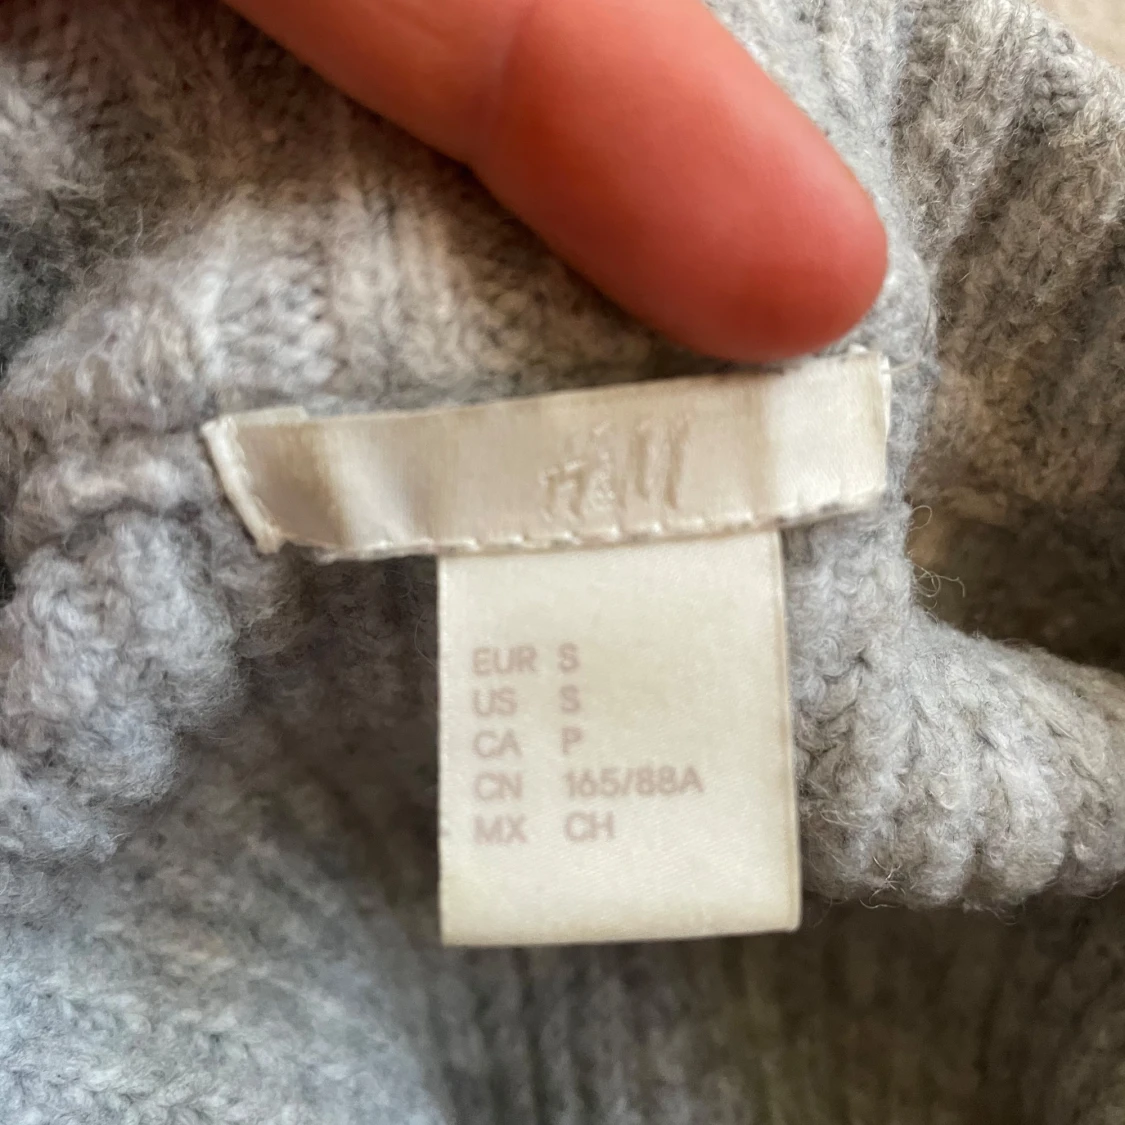 H&M
EUR S
US S
CA P
CN 165/88A
MX CH